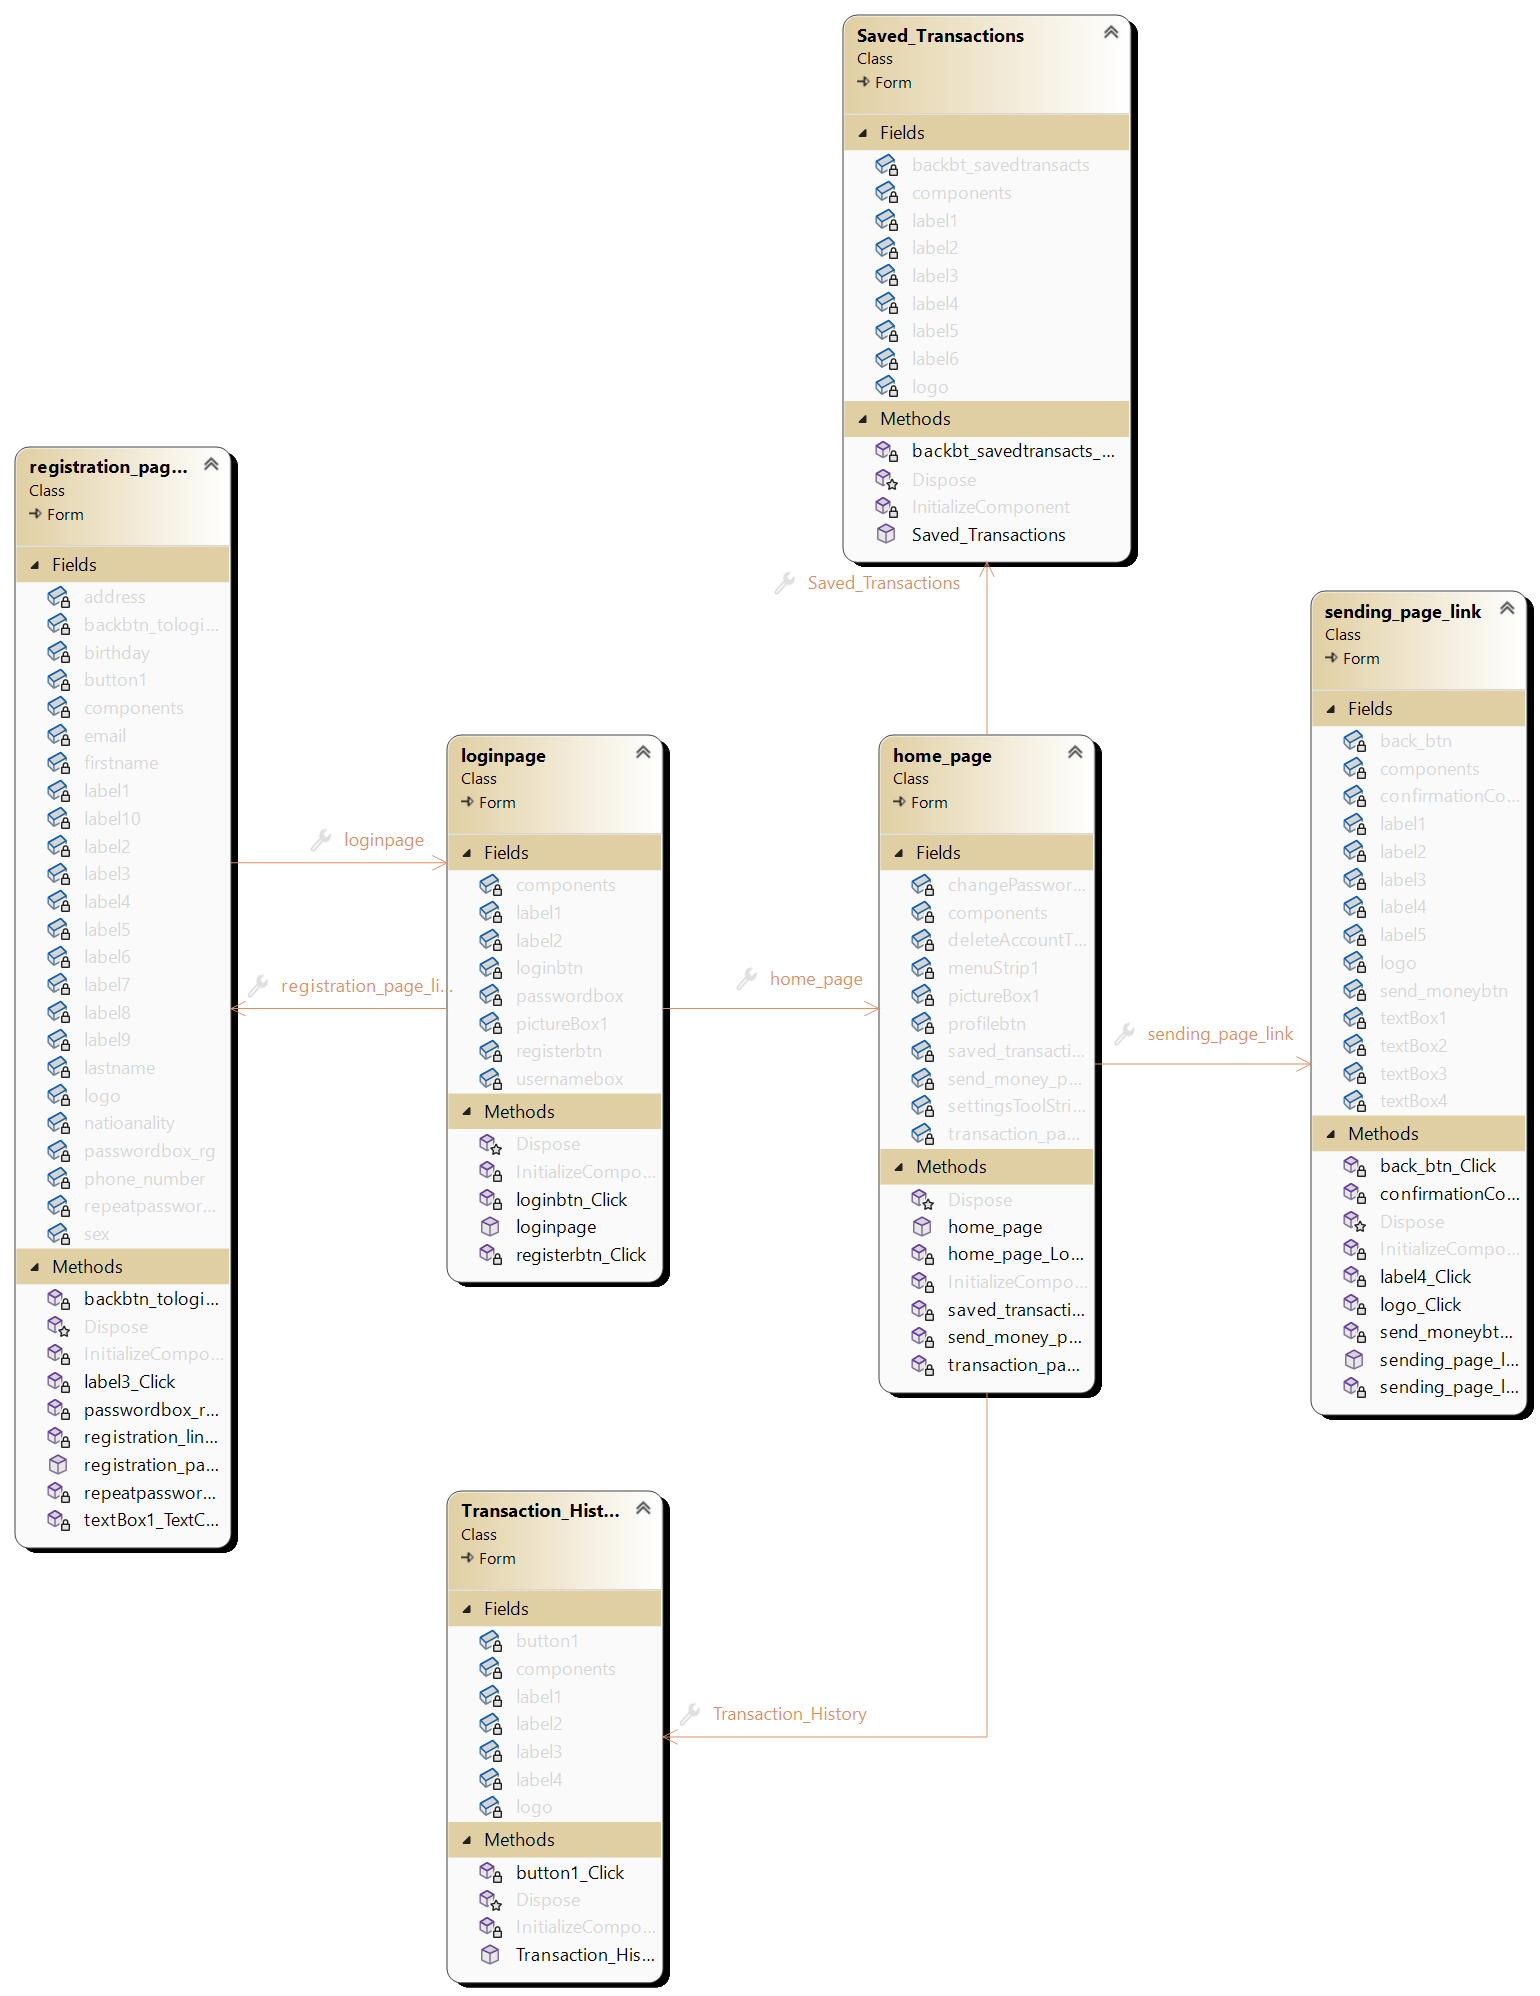 Saved_Transactions
Class
Form
Fields
backbt_savedtransacts
components
label1
label2
label3
label4
label5
label6
logo
Methods
backbt_savedtransacts_...
Dispose
InitializeComponent
Saved_Transactions
Saved_Transactions
registration_pag...
Class
Form
Fields
address
backbtn_tologi...
birthday
button1
components
email
firstname
label1
label10
label2
label3
label4
label5
label6
label7
label8
label9
lastname
logo
natioanality
passwordbox_rg
phone_number
repeatpasswor...
sex
Methods
backbtn_tologi...
Dispose
InitializeCompo...
label3_Click
passwordbox_r...
registration_lin...
registration_pa...
repeatpasswor...
textBox1_TextC...
loginpage
registration_page_li...
loginpage
Class
Form
Fields
components
label1
label2
loginbtn
passwordbox
pictureBox1
registerbtn
usernamebox
Methods
Dispose
InitializeCompo...
loginbtn_Click
loginpage
registerbtn_Click
home_page
home_page
Class
Form
Fields
changePasswor...
components
deleteAccountT...
menuStrip1
pictureBox1
profilebtn
saved_transacti...
send_money_p...
settingsToolStri...
transaction_pa...
Methods
Dispose
home_page
home_page_Lo...
InitializeCompo...
saved_transacti...
send_money_p...
transaction_pa...
sending_page_link
sending_page_link
Class
Form
Fields
back_btn
components
confirmationCo...
label1
label2
label3
label4
label5
logo
send_moneybtn
textBox1
textBox2
textBox3
textBox4
Methods
back_btn_Click
confirmationCo...
Dispose
InitializeCompo...
label4_Click
logo_Click
send_moneybt...
sending_page_l...
sending_page_l...
Transaction_History
Transaction_Hist...
Class
Form
Fields
button1
components
label1
label2
label3
label4
logo
Methods
button1_Click
Dispose
InitializeCompo...
Transaction_His...